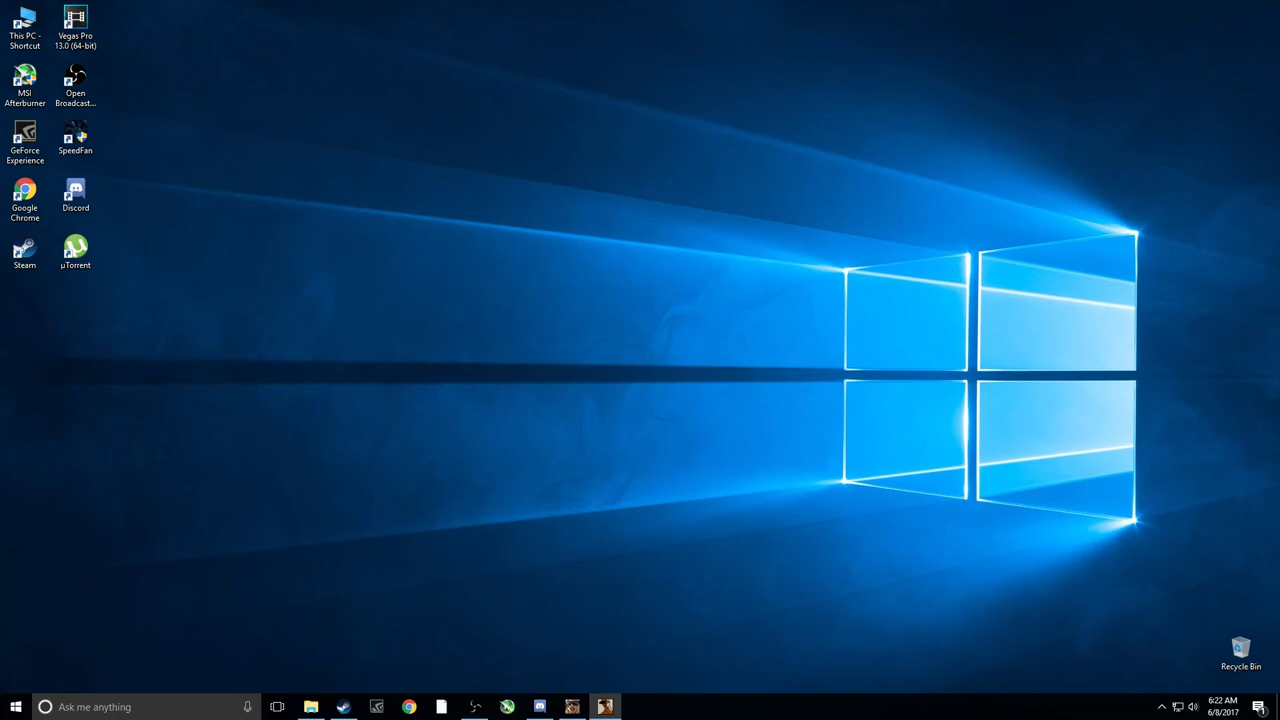 This PC -
Shortcut
Vegas Pro
13.0 (64-bit)
MSI
Afterburner
Open
Broadcast...
GeForce
Experience
SpeedFan
Google
Chrome
Discord
Steam
µTorrent
Recycle Bin
Ask me anything
6:22 AM
6/8/2017
1